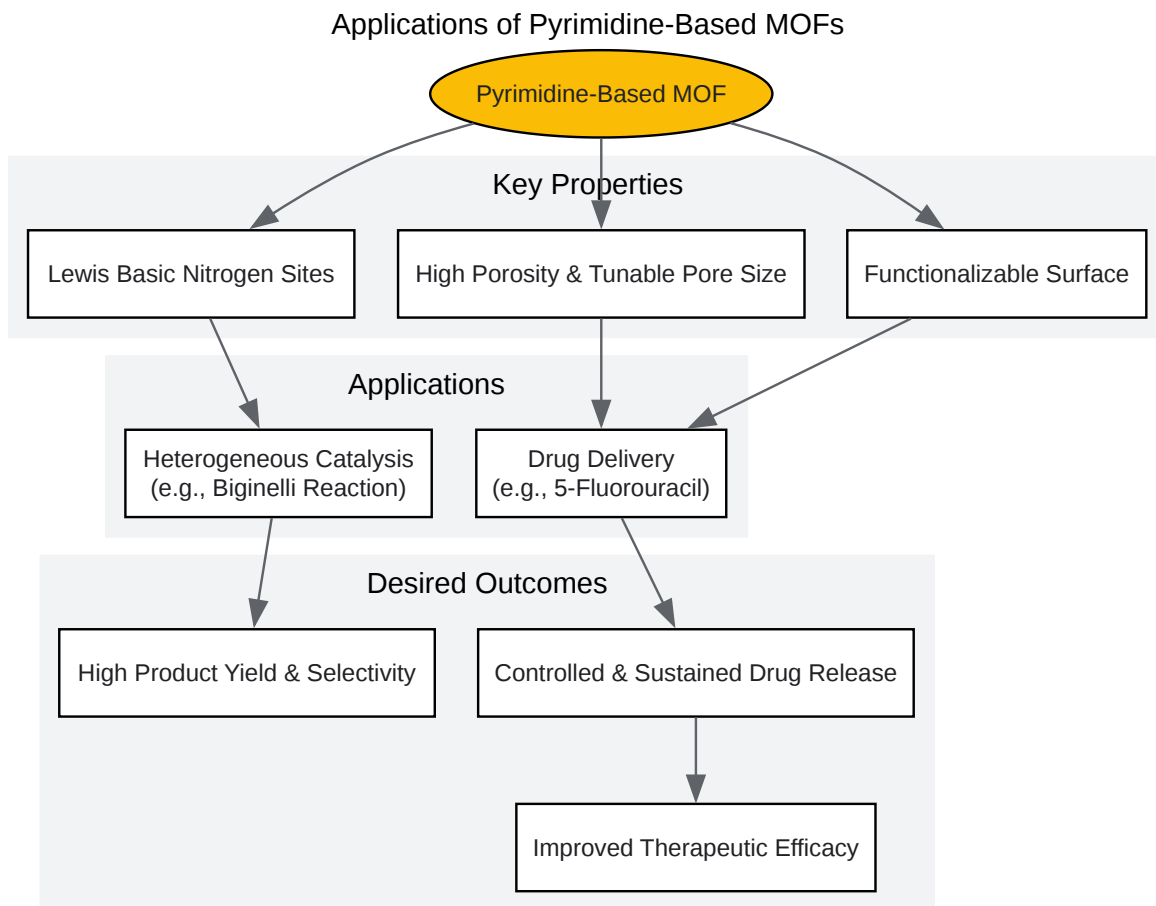 Applications of Pyrimidine-Based MOFs
Pyrimidine-Based MOF
Key Properties
Lewis Basic Nitrogen Sites
High Porosity & Tunable Pore Size
Functionalizable Surface
Applications
Heterogeneous Catalysis
(e.g., Biginelli Reaction)
Drug Delivery
(e.g., 5-Fluorouracil)
Desired Outcomes
High Product Yield & Selectivity
Controlled & Sustained Drug Release
Improved Therapeutic Efficacy